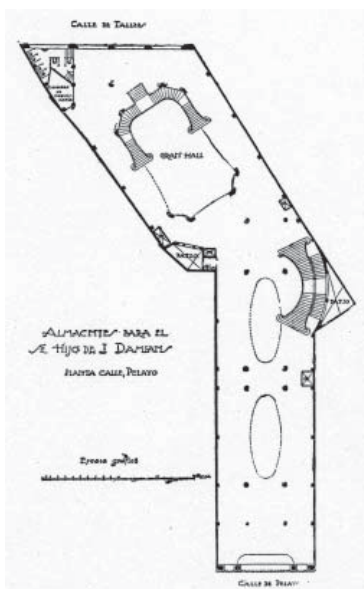 CALLE DE TALLERS
GRAN HALL
PATIO
PATIO
ALMACENES PARA EL
SR. HIJO DE J. DAMIANS
PLANTA CALLE, PELAYO
Escala gráfica
CALLE DE PELAYO